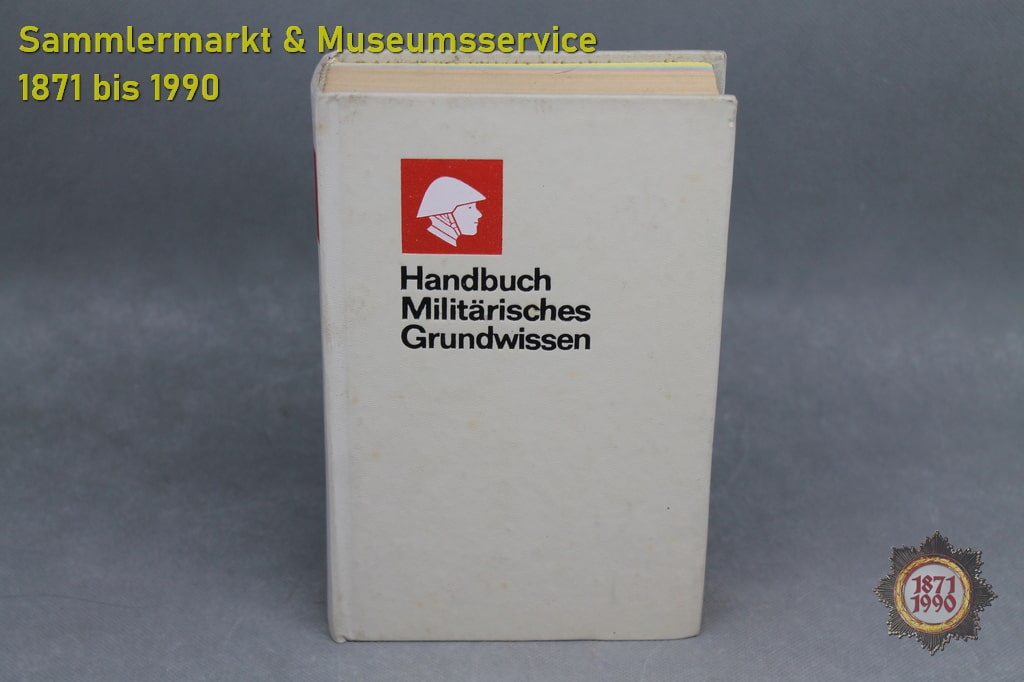 Sammlermarkt & Museumsservice
1871 bis 1990
Handbuch
Militärisches
Grundwissen
1871
1990